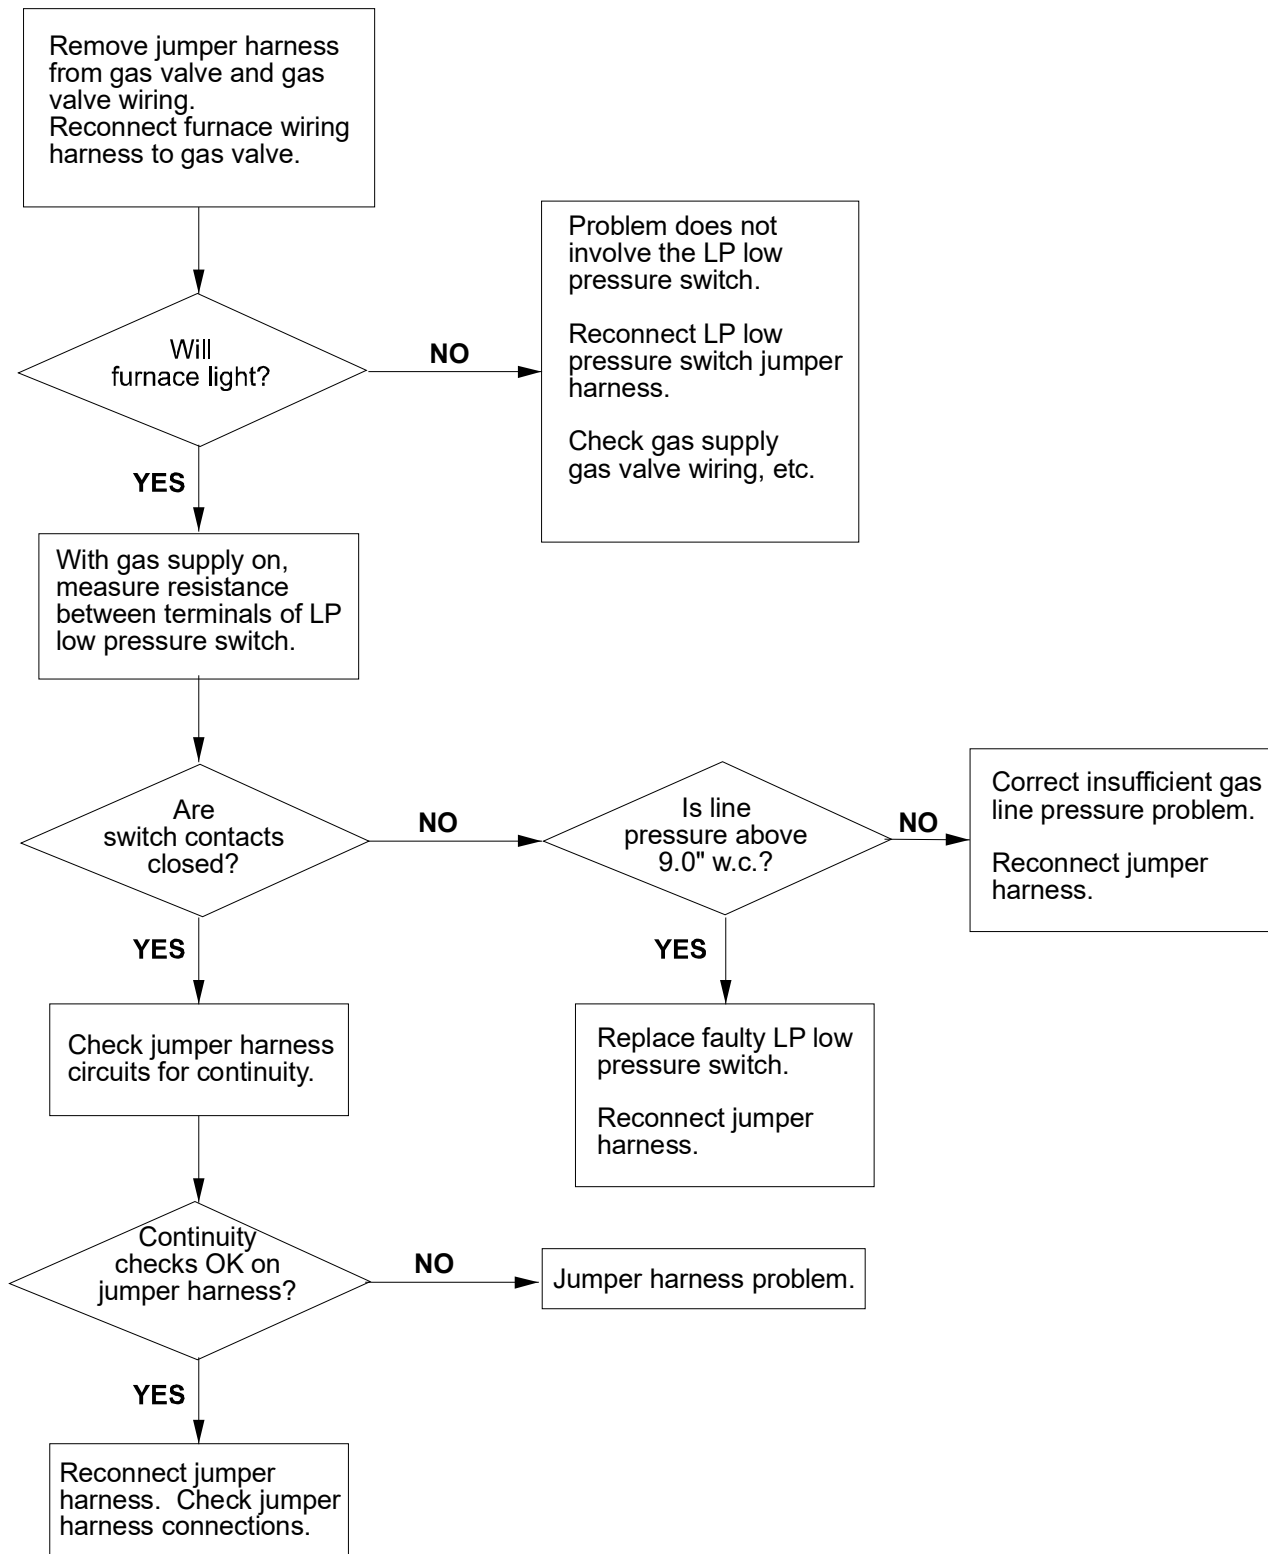 Remove jumper harness
from gas valve and gas
valve wiring.
Reconnect furnace wiring
harness to gas valve.
Will
furnace light?
NO
Problem does not
involve the LP low
pressure switch.
Reconnect LP low
pressure switch jumper
harness.
Check gas supply
gas valve wiring, etc.
YES
With gas supply on,
measure resistance
between terminals of LP
low pressure switch.
Are
switch contacts
closed?
NO
Is line
pressure above
9.0" w.c.?
NO
Correct insufficient gas
line pressure problem.
Reconnect jumper
harness.
YES
Replace faulty LP low
pressure switch.
Reconnect jumper
harness.
YES
Check jumper harness
circuits for continuity.
Continuity
checks OK on
jumper harness?
NO
Jumper harness problem.
YES
Reconnect jumper
harness.  Check jumper
harness connections.